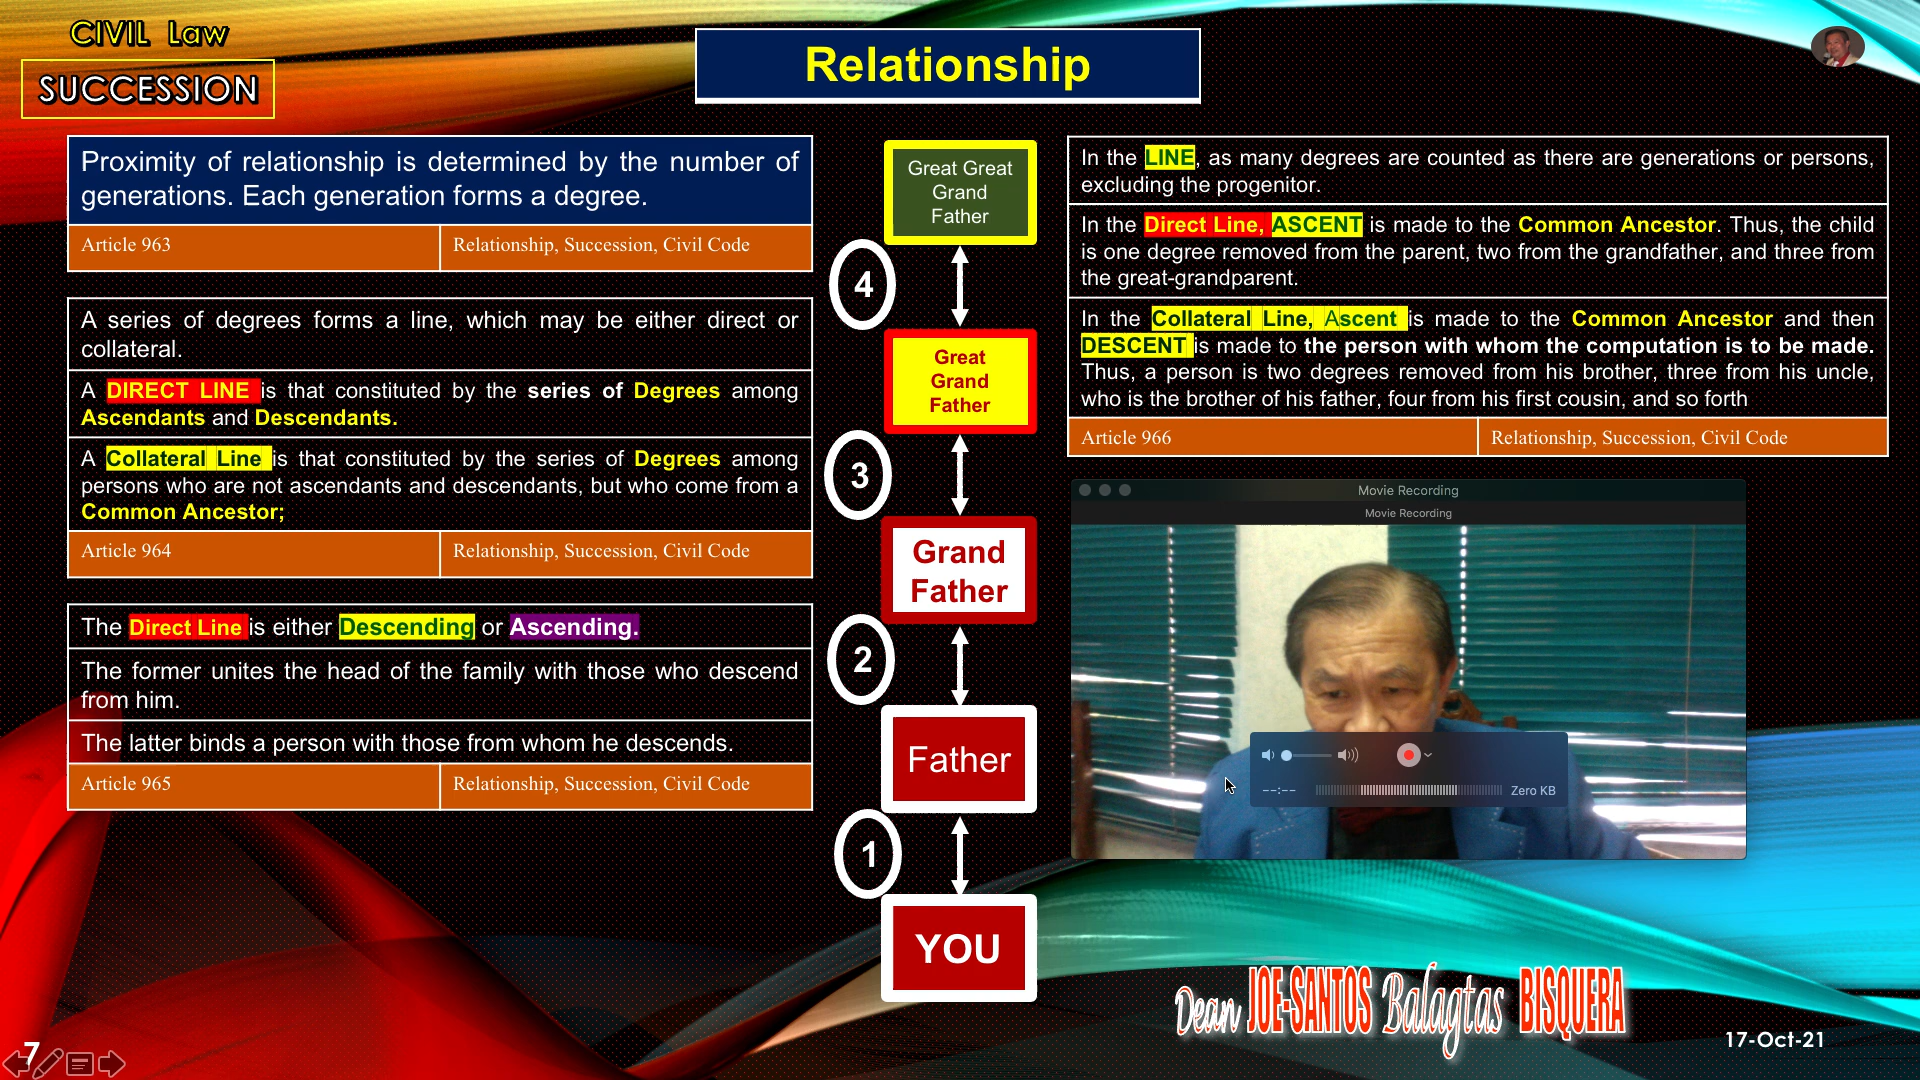 CIVIL Law
SUCCESSION
Relationship
Proximity of relationship is determined by the number of
generations. Each generation forms a degree.
Article 963
Relationship, Succession, Civil Code
A series of degrees forms a line, which may be either direct or
collateral.
A DIRECT LINE is that constituted by the series of Degrees among
Ascendants and Descendants.
A Collateral Line is that constituted by the series of Degrees among
persons who are not ascendants and descendants, but who come from a
Common Ancestor;
Article 964
Relationship, Succession, Civil Code
The Direct Line is either Descending or Ascending.
The former unites the head of the family with those who descend
from him.
The latter binds a person with those from whom he descends.
Article 965
Relationship, Succession, Civil Code
Great Great
Grand
Father
4
Great
Grand
Father
3
Grand
Father
2
Father
1
YOU
In the LINE, as many degrees are counted as there are generations or persons,
excluding the progenitor.
In the Direct Line, ASCENT is made to the Common Ancestor. Thus, the child
is one degree removed from the parent, two from the grandfather, and three from
the great-grandparent.
In the Collateral Line, Ascent is made to the Common Ancestor and then
DESCENT is made to the person with whom the computation is to be made.
Thus, a person is two degrees removed from his brother, three from his uncle,
who is the brother of his father, four from his first cousin, and so forth
Article 966
Relationship, Succession, Civil Code
Movie Recording
Movie Recording
--:--
Zero KB
Dean JOE-SANTOS Balagtas BISQUERA
17-Oct-21
7